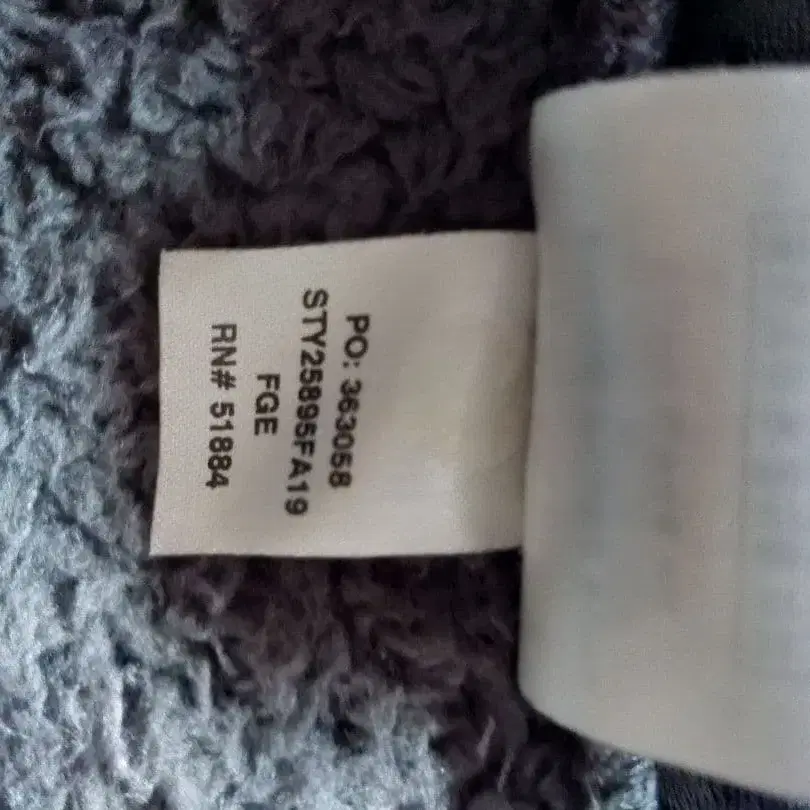 PO: 363058
STY25895FA19
FGE
RN# 51884